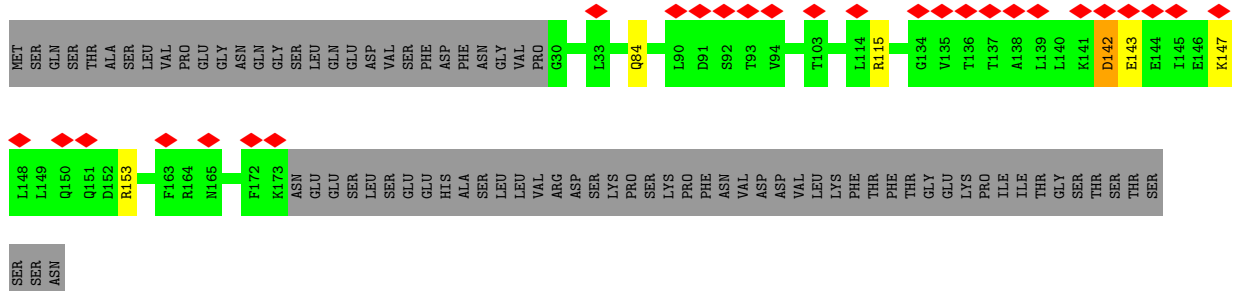 MET SER GLN SER THR ALA SER LEU VAL PRO GLU GLY ASN GLN GLY SER LEU GLN GLU ASP VAL SER PHE ASP PHE ASN GLY VAL PRO G30 L33 Q84 L90 D91 S92 T93 V94 T103 L114 R115 G134 V135 T136 T137 A138 L139 L140 K141 D142 E143 E144 I145 E146 K147
L148 L149 Q150 Q151 D152 R153 F163 R164 N165 F172 K173 ASN GLU GLU SER LEU SER GLU GLU HIS ALA SER LEU LEU VAL ARG ASP SER LYS PRO SER LYS PRO PHE ASN VAL ASP ASP VAL LEU LYS PHE THR PHE THR GLY GLU LYS PRO ILE ILE THR GLY SER THR SER THR SER
SER SER ASN